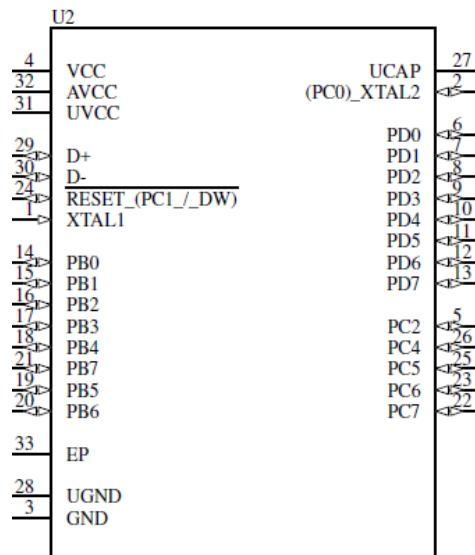 U2
4 VCC UCAP 27
32 AVCC (PC0)_XTAL2 2
31 UVCC
PD0 6
29 D+ PD1 7
30 D- PD2 8
24 RESET_(PC1_/_DW) PD3 9
1 XTAL1 PD4 10
PD5 11
14 PB0 PD6 12
15 PB1 PD7 13
16 PB2
17 PB3 PC2 5
18 PB4 PC4 26
21 PB7 PC5 25
19 PB5 PC6 23
20 PB6 PC7 22
33 EP
28 UGND
3 GND